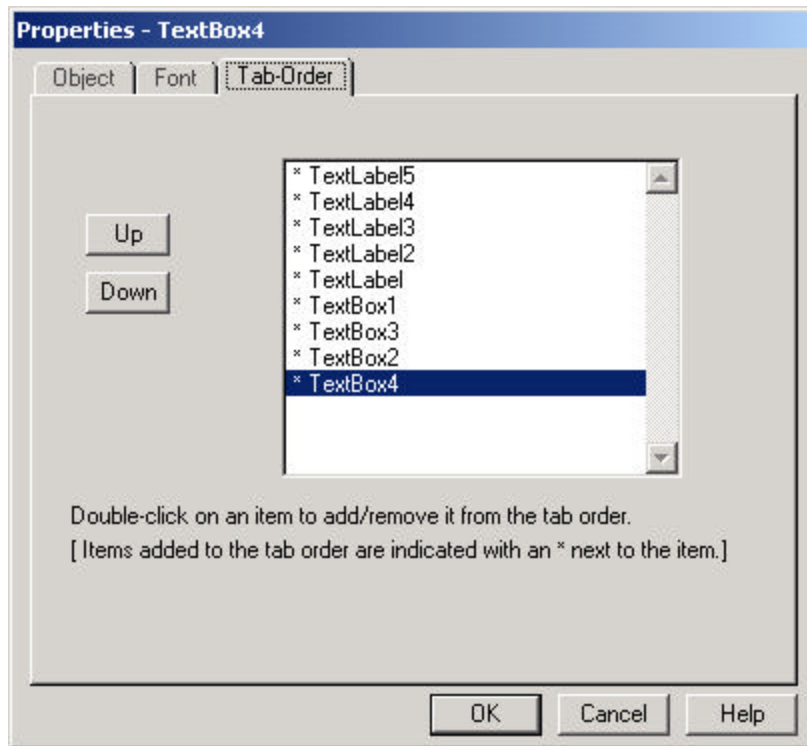 Properties - TextBox4
Object Font Tab-Order
* TextLabel5
* TextLabel4
* TextLabel3
* TextLabel2
* TextLabel
* TextBox1
* TextBox3
* TextBox2
* TextBox4
Up
Down
Double-click on an item to add/remove it from the tab order.
[ Items added to the tab order are indicated with an * next to the item.]
OK Cancel Help